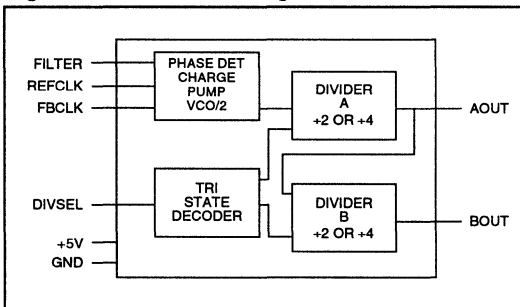 FILTER
REFCLK
FBCLK
PHASE DET
CHARGE
PUMP
VCO/2
DIVIDER
A
+2 OR +4
AOUT
DIVSEL
TRI
STATE
DECODER
DIVIDER
B
+2 OR +4
BOUT
+5V
GND